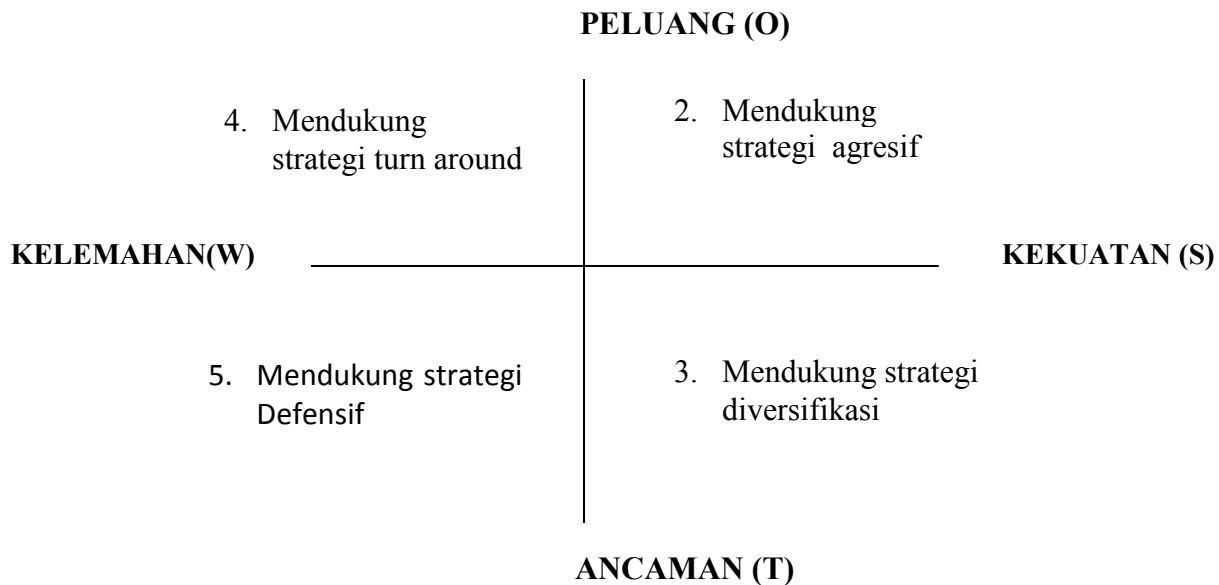 PELUANG (O)
4. Mendukung
strategi turn around
2. Mendukung
strategi agresif
KELEMAHAN(W)
KEKUATAN (S)
5. Mendukung strategi
Defensif
3. Mendukung strategi
diversifikasi
ANCAMAN (T)